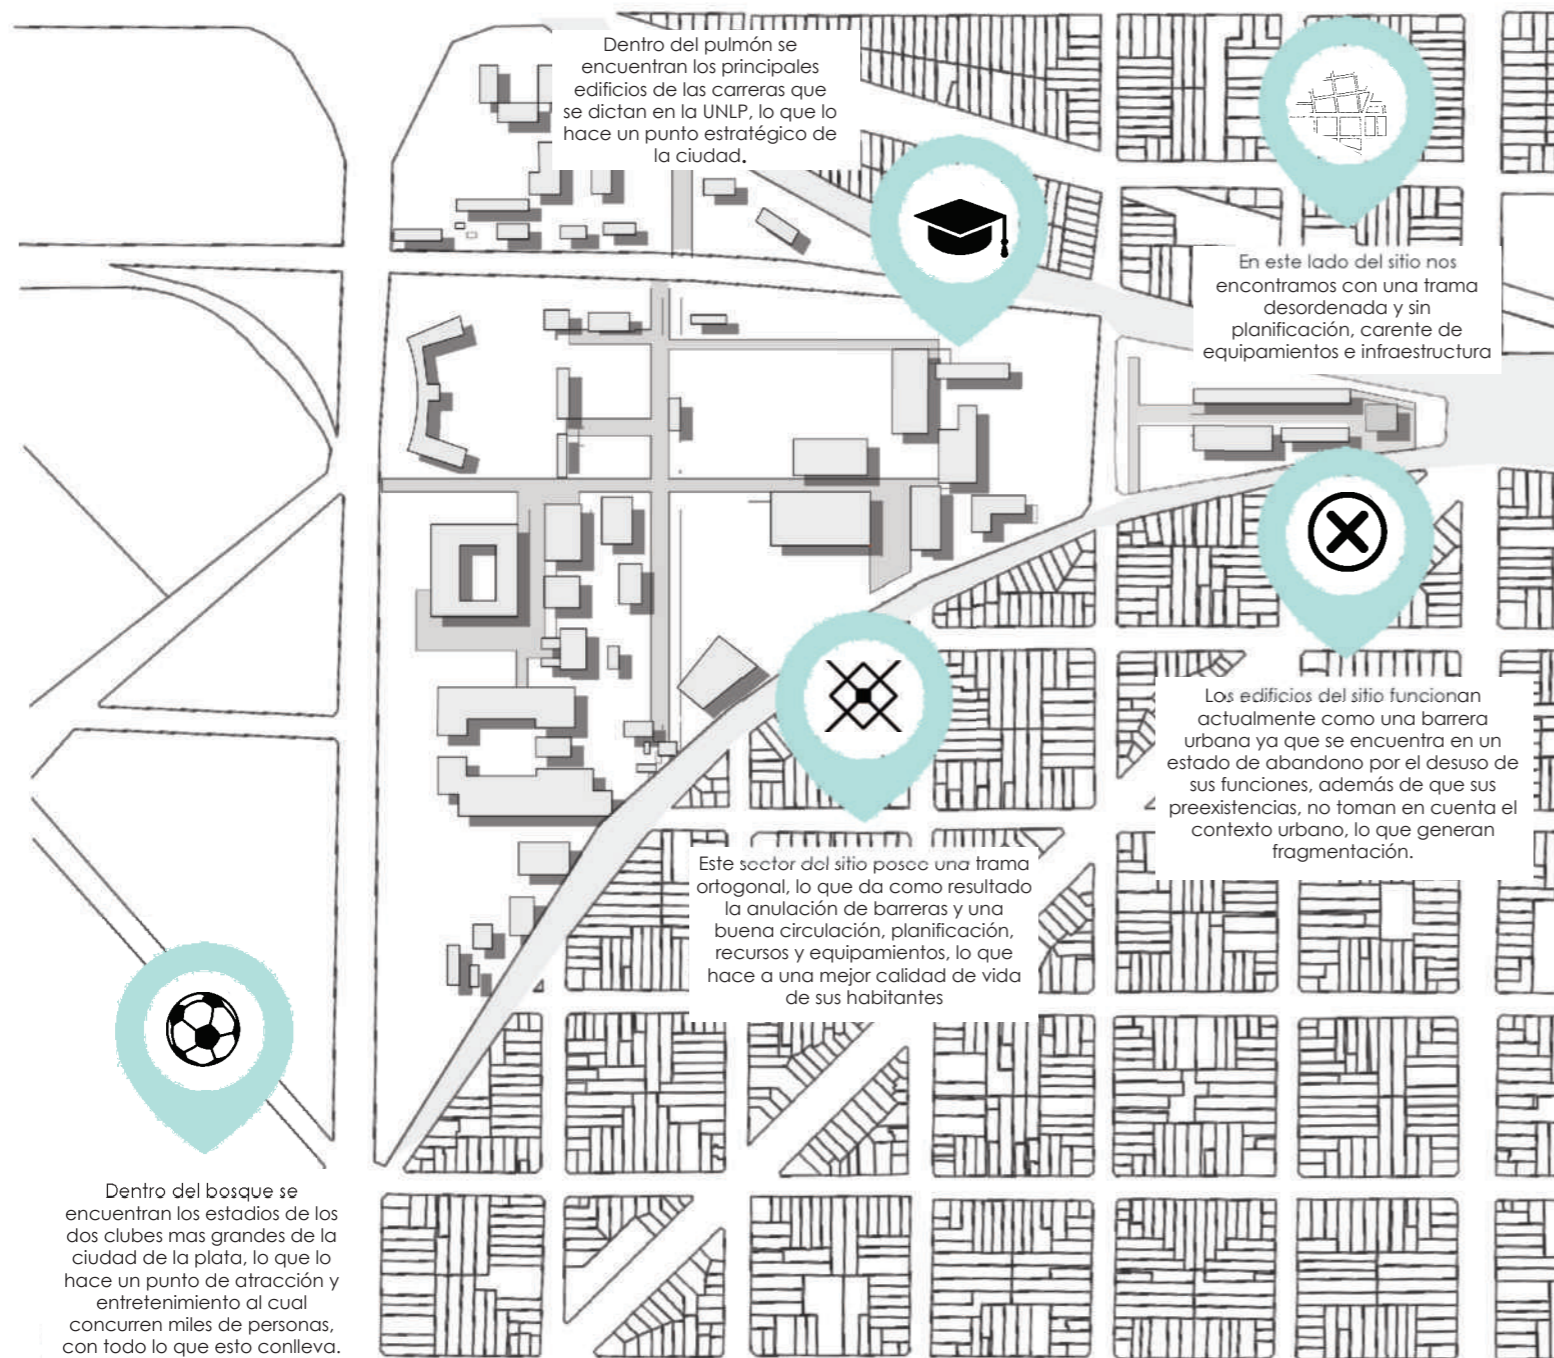 Dentro del pulmón se
encuentran los principales
edificios de las carreras que
se dictan en la UNLP, lo que lo
hace un punto estratégico de
la ciudad.
En este lado del sitio nos
encontramos con una trama
desordenada y sin
planificación, carente de
equipamientos e infraestructura
Los edificios del sitio funcionan
actualmente como una barrera
urbana ya que se encuentra en un
estado de abandono por el desuso de
sus funciones, además de que sus
preexistencias, no toman en cuenta el
contexto urbano, lo que generan
fragmentación.
Este sector del sitio posee una trama
ortogonal, lo que da como resultado
la anulación de barreras y una
buena circulación, planificación,
recursos y equipamientos, lo que
hace a una mejor calidad de vida
de sus habitantes
Dentro del bosque se
encuentran los estadios de los
dos clubes mas grandes de la
ciudad de la plata, lo que lo
hace un punto de atracción y
entretenimiento al cual
concurren miles de personas,
con todo lo que esto conlleva.